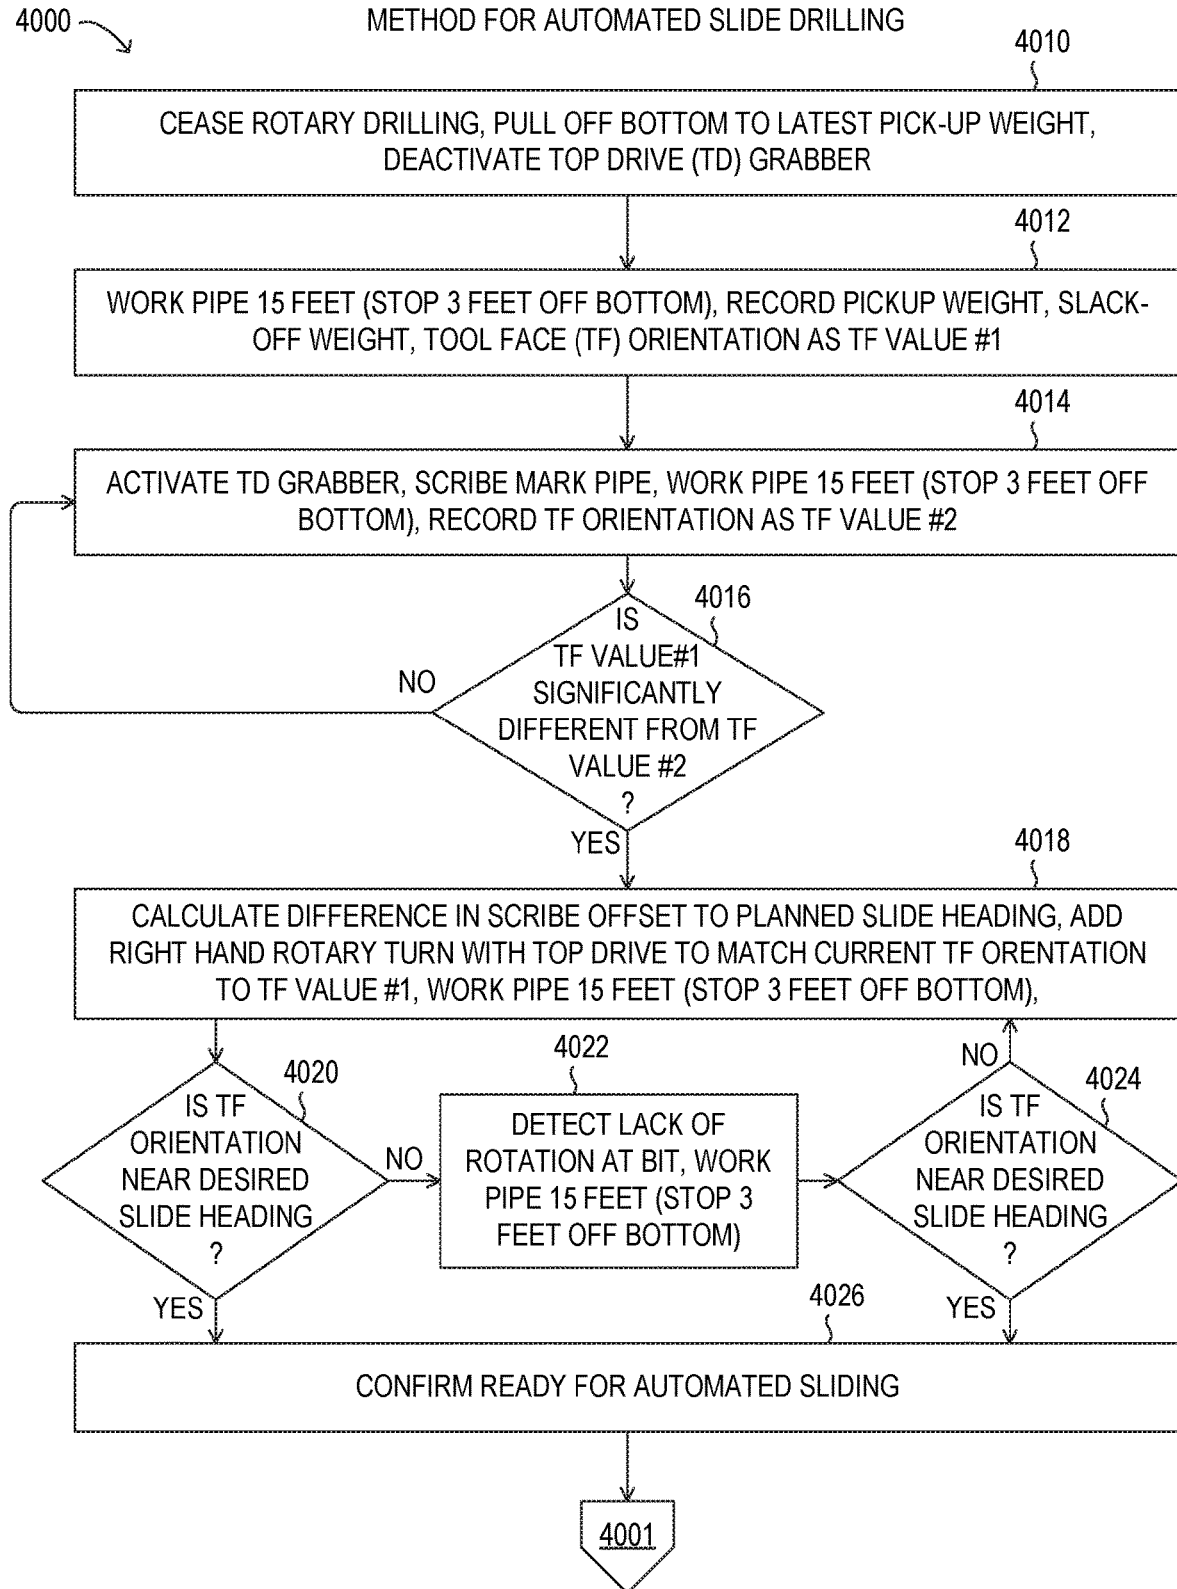 4000
METHOD FOR AUTOMATED SLIDE DRILLING
4010
CEASE ROTARY DRILLING, PULL OFF BOTTOM TO LATEST PICK-UP WEIGHT,
DEACTIVATE TOP DRIVE (TD) GRABBER
4012
WORK PIPE 15 FEET (STOP 3 FEET OFF BOTTOM), RECORD PICKUP WEIGHT, SLACK-
OFF WEIGHT, TOOL FACE (TF) ORIENTATION AS TF VALUE #1
4014
ACTIVATE TD GRABBER, SCRIBE MARK PIPE, WORK PIPE 15 FEET (STOP 3 FEET OFF
BOTTOM), RECORD TF ORIENTATION AS TF VALUE #2
4016
IS
TF VALUE#1
SIGNIFICANTLY
DIFFERENT FROM TF
VALUE #2
?
NO
YES
4018
CALCULATE DIFFERENCE IN SCRIBE OFFSET TO PLANNED SLIDE HEADING, ADD
RIGHT HAND ROTARY TURN WITH TOP DRIVE TO MATCH CURRENT TF ORENTATION
TO TF VALUE #1, WORK PIPE 15 FEET (STOP 3 FEET OFF BOTTOM),
4020
IS TF
ORIENTATION
NEAR DESIRED
SLIDE HEADING
?
NO
YES
4022
DETECT LACK OF
ROTATION AT BIT, WORK
PIPE 15 FEET (STOP 3
FEET OFF BOTTOM)
NO
4024
IS TF
ORIENTATION
NEAR DESIRED
SLIDE HEADING
?
YES
4026
CONFIRM READY FOR AUTOMATED SLIDING
4001